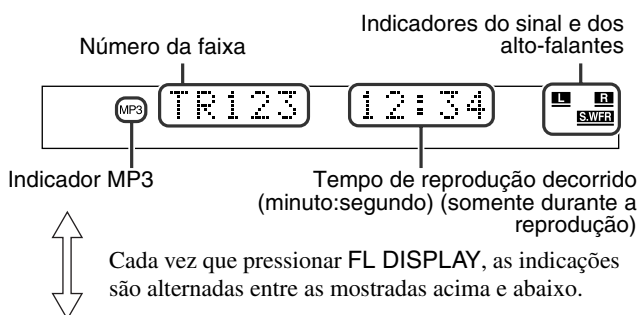 Indicadores do sinal e dos
alto-falantes
Número da faixa
MP3 TR123 12:34 L R
S.WFR
Indicador MP3
Tempo de reprodução decorrido
(minuto:segundo) (somente durante a
reprodução)
Cada vez que pressionar FL DISPLAY, as indicações
são alternadas entre as mostradas acima e abaixo.